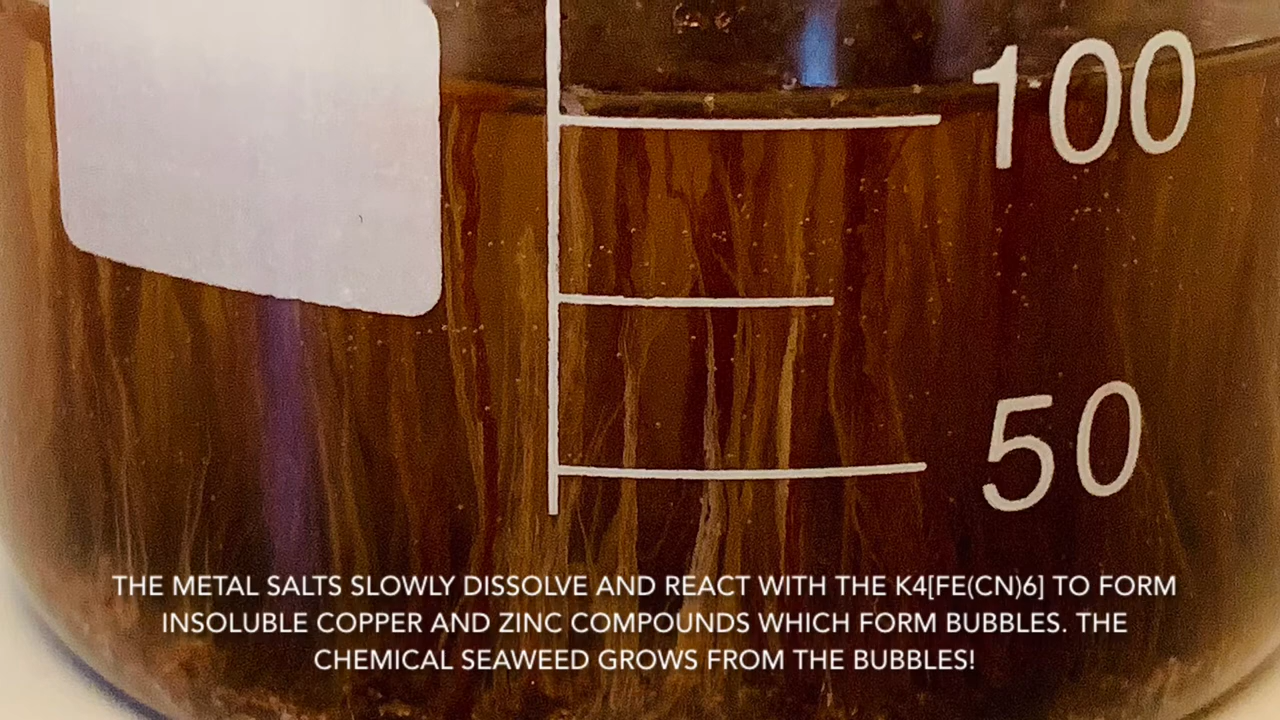 100
50
THE METAL SALTS SLOWLY DISSOLVE AND REACT WITH THE K4[FE(CN)6] TO FORM
INSOLUBLE COPPER AND ZINC COMPOUNDS WHICH FORM BUBBLES. THE
CHEMICAL SEAWEED GROWS FROM THE BUBBLES!